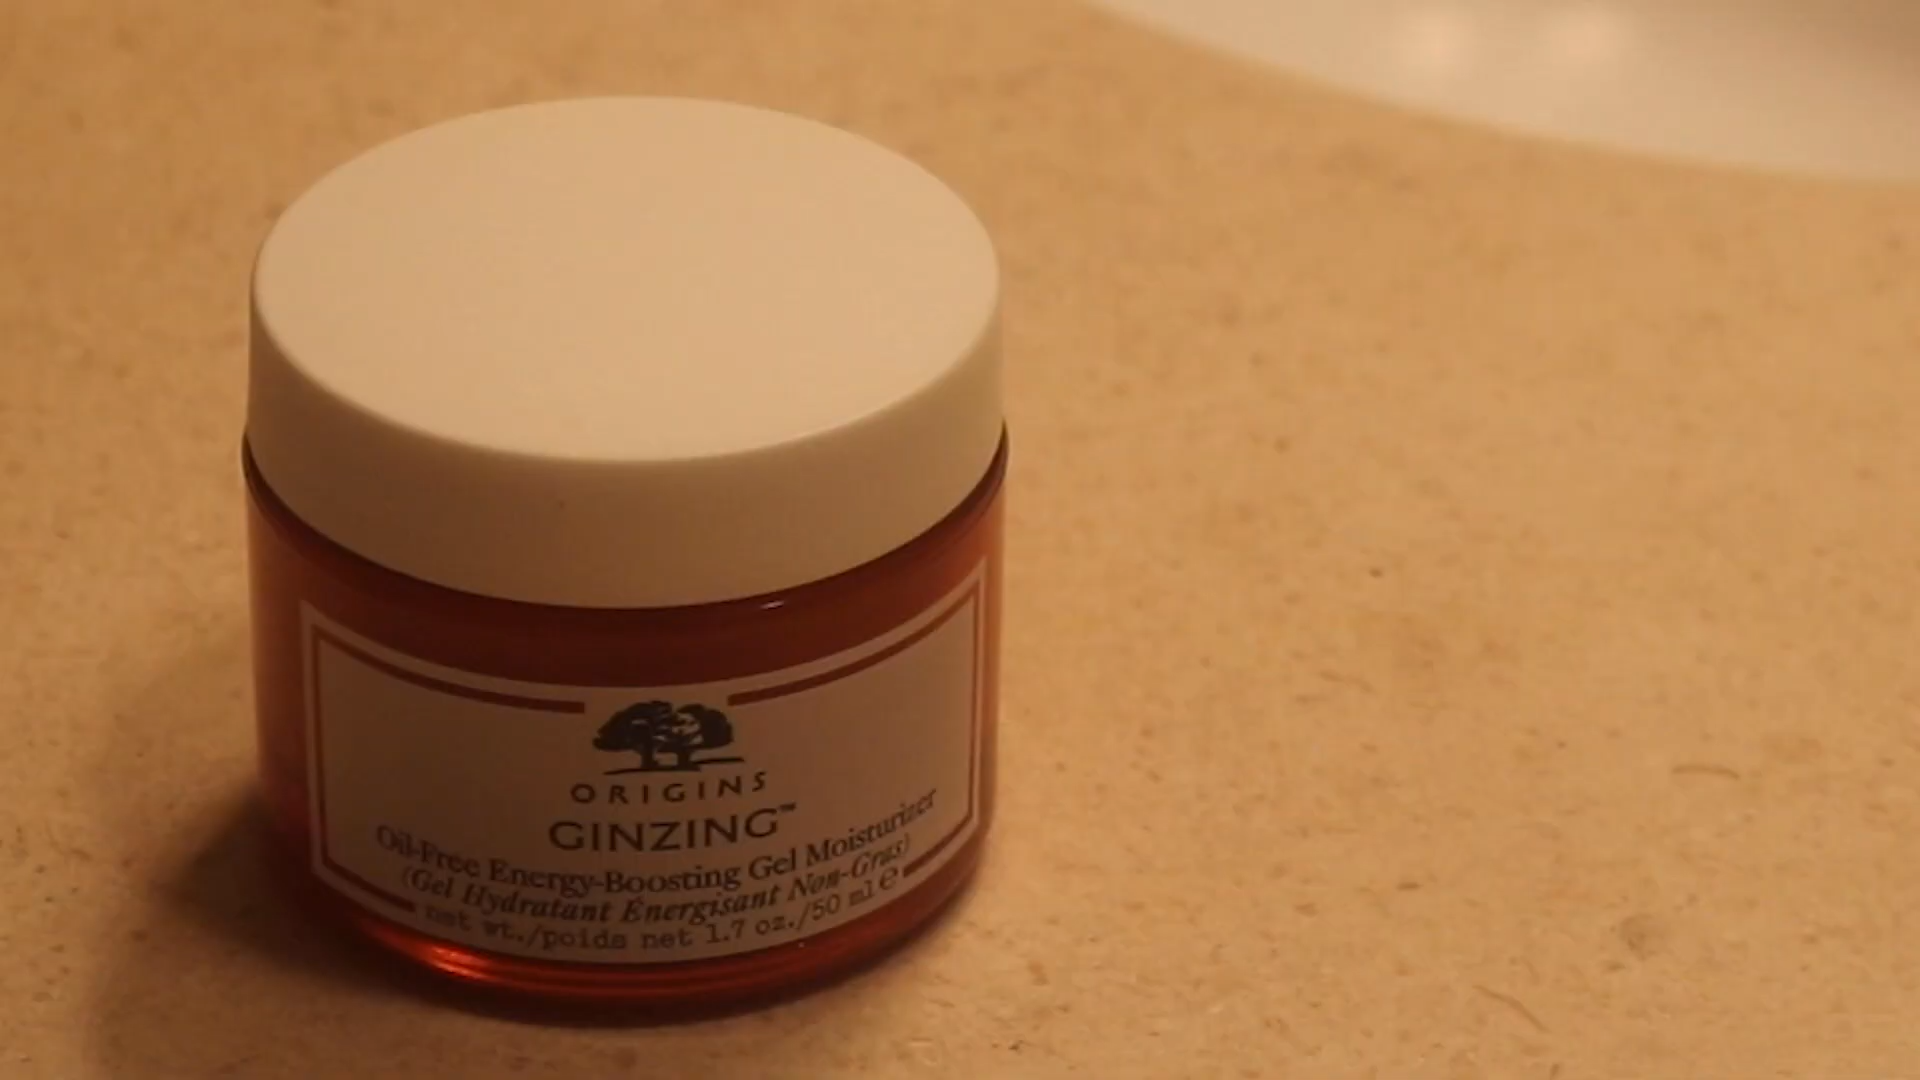 ORIGINS
GINZING™
Oil-Free Energy-Boosting Gel Moisturizer
(Gel Hydratant Énergisant Non-Gras)
net wt./poids net 1.7 oz./50 ml e